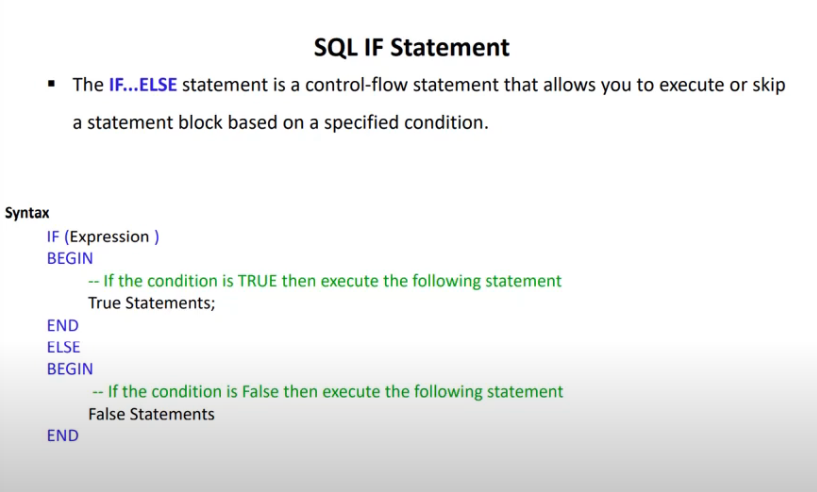 SQL IF Statement
▪ The IF...ELSE statement is a control-flow statement that allows you to execute or skip
a statement block based on a specified condition.
Syntax
IF (Expression )
BEGIN
-- If the condition is TRUE then execute the following statement
True Statements;
END
ELSE
BEGIN
-- If the condition is False then execute the following statement
False Statements
END